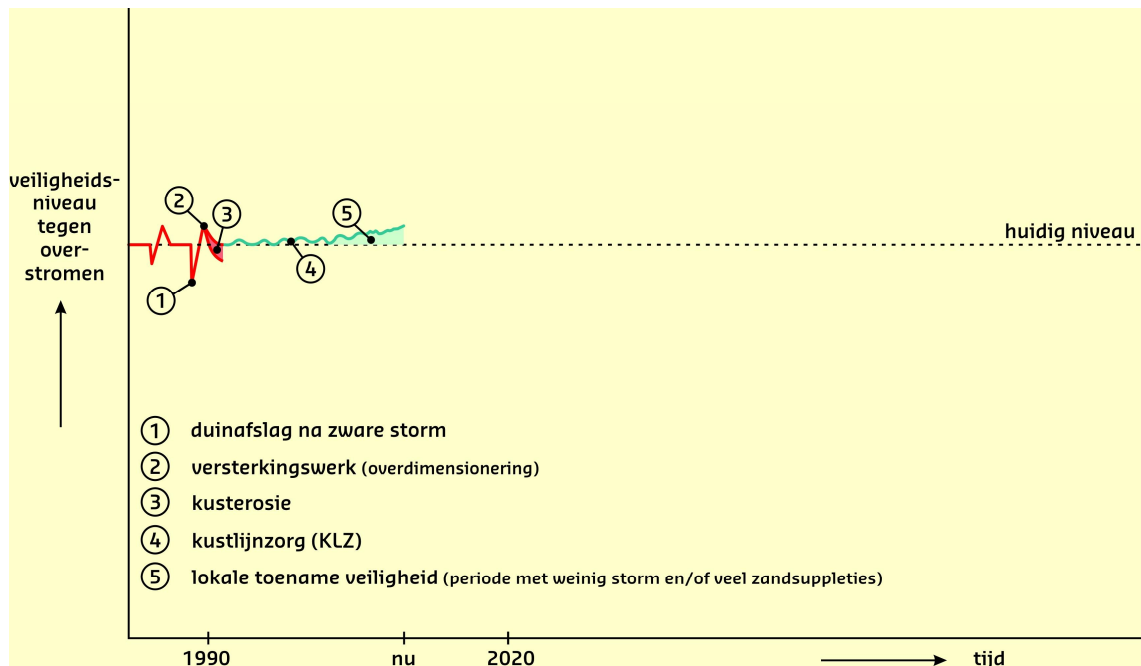 veiligheids-
niveau
tegen
over-
stromen
2
3
5
huidig niveau
4
1
1 duinafslag na zware storm
2 versterkingswerk (overdimensionering)
3 kusterosie
4 kustlijnzorg (KLZ)
5 lokale toename veiligheid (periode met weinig storm en/of veel zandsuppleties)
1990 nu 2020 tijd